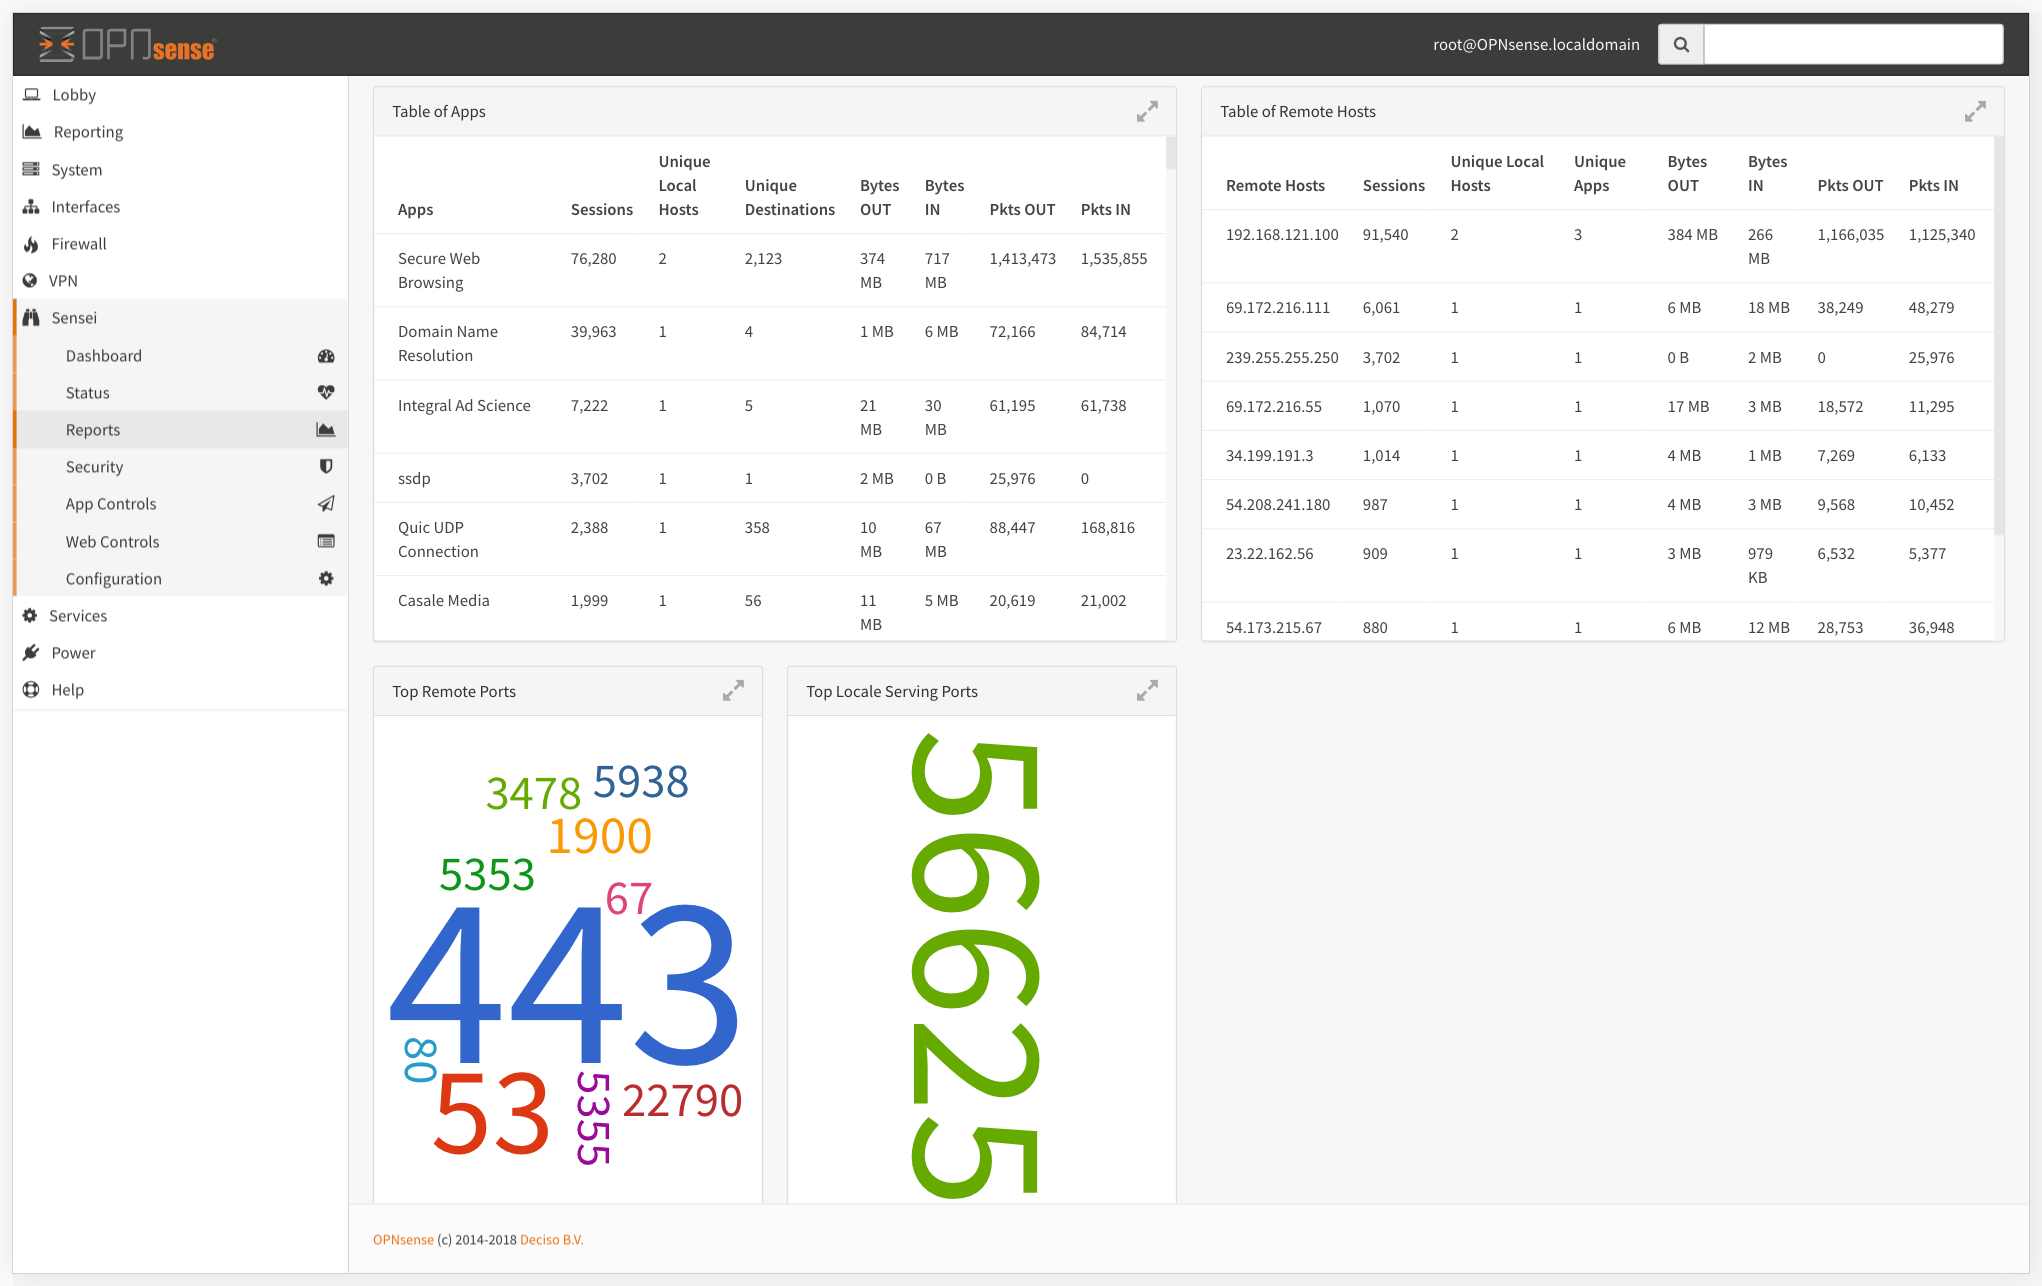 OPNsense
root@OPNsense.localdomain
Lobby
Reporting
System
Interfaces
Firewall
VPN
Sensei
Dashboard
Status
Reports
Security
App Controls
Web Controls
Configuration
Services
Power
Help
Table of Apps
Apps Sessions Unique Local Hosts Unique Destinations Bytes OUT Bytes IN Pkts OUT Pkts IN
Secure Web Browsing 76,280 2 2,123 374 MB 717 MB 1,413,473 1,535,855
Domain Name Resolution 39,963 1 4 1 MB 6 MB 72,166 84,714
Integral Ad Science 7,222 1 5 21 MB 30 MB 61,195 61,738
ssdp 3,702 1 1 2 MB 0 B 25,976 0
Quic UDP Connection 2,388 1 358 10 MB 67 MB 88,447 168,816
Casale Media 1,999 1 56 11 MB 5 MB 20,619 21,002
Table of Remote Hosts
Remote Hosts Sessions Unique Local Hosts Unique Apps Bytes OUT Bytes IN Pkts OUT Pkts IN
192.168.121.100 91,540 2 3 384 MB 266 MB 1,166,035 1,125,340
69.172.216.111 6,061 1 1 6 MB 18 MB 38,249 48,279
239.255.255.250 3,702 1 1 0 B 2 MB 0 25,976
69.172.216.55 1,070 1 1 17 MB 3 MB 18,572 11,295
34.199.191.3 1,014 1 1 4 MB 1 MB 7,269 6,133
54.208.241.180 987 1 1 4 MB 3 MB 9,568 10,452
23.22.162.56 909 1 1 3 MB 979 KB 6,532 5,377
54.173.215.67 880 1 1 6 MB 12 MB 28,753 36,948
Top Remote Ports
3478 5938
1900
5353
67
443
80
53
5355
22790
Top Locale Serving Ports
56625
OPNsense (c) 2014-2018 Deciso B.V.